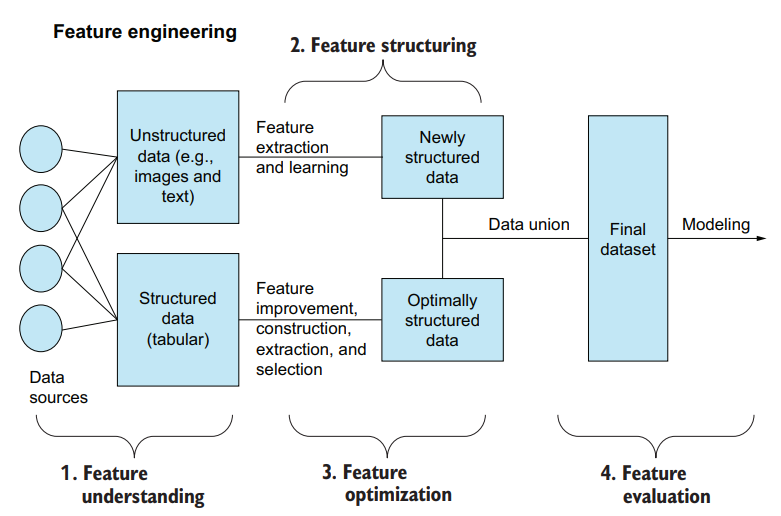 Feature engineering
2. Feature structuring
Unstructured
data (e.g.,
images and
text)
Feature
extraction
and learning
Newly
structured
data
Data union
Final
dataset
Modeling
Structured
data
(tabular)
Feature
improvement,
construction,
extraction, and
selection
Optimally
structured
data
Data
sources
1. Feature
understanding
3. Feature
optimization
4. Feature
evaluation